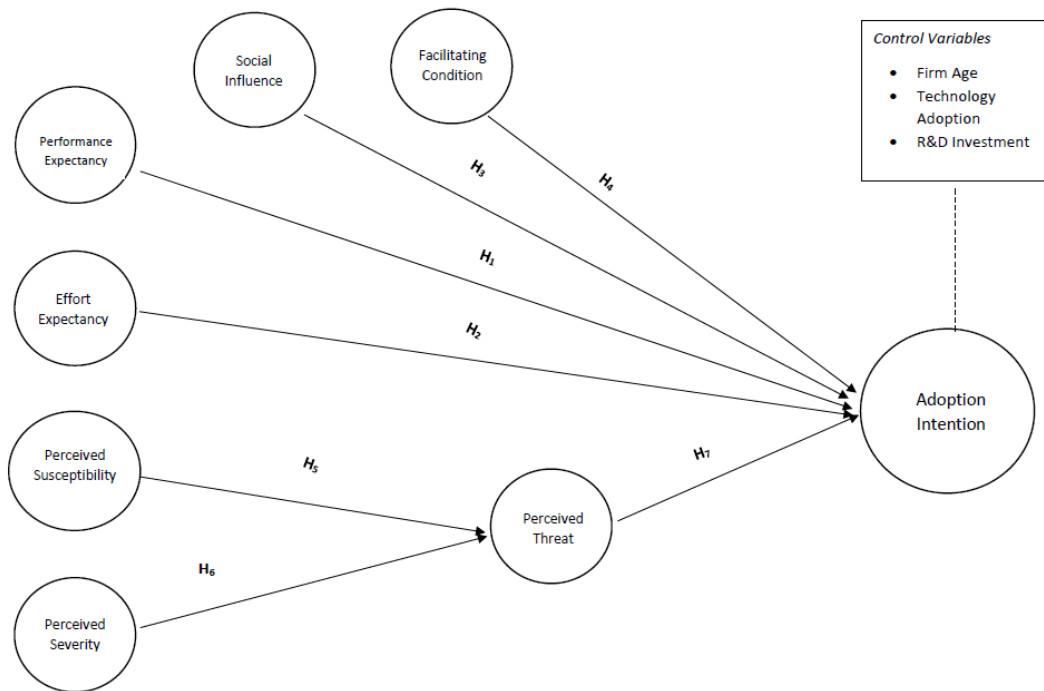 Social
Influence
Facilitating
Condition
Control Variables
• Firm Age
• Technology
Adoption
• R&D Investment
Performance
Expectancy
H₃
H₄
H₁
Effort
Expectancy
H₂
Adoption
Intention
Perceived
Susceptibility
H₅
H₇
Perceived
Threat
H₆
Perceived
Severity